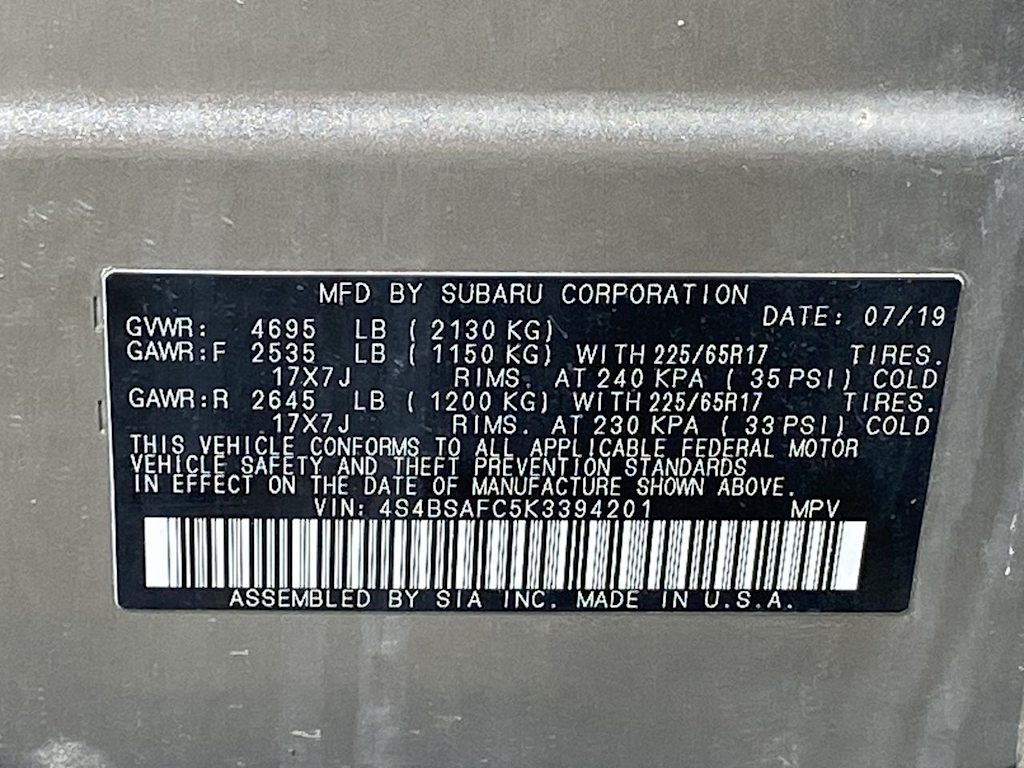 MFD BY SUBARU CORPORATION
DATE: 07/19
GVWR: 4695 LB ( 2130 KG)
GAWR:F 2535 LB ( 1150 KG) WITH 225/65R17 TIRES.
17X7J RIMS. AT 240 KPA ( 35 PSI) COLD
GAWR:R 2645 LB ( 1200 KG) WITH 225/65R17 TIRES.
17X7J RIMS. AT 230 KPA ( 33 PSI) COLD
THIS VEHICLE CONFORMS TO ALL APPLICABLE FEDERAL MOTOR
VEHICLE SAFETY AND THEFT PREVENTION STANDARDS
IN EFFECT ON THE DATE OF MANUFACTURE SHOWN ABOVE.
VIN: 4S4BSAFC5K3394201 MPV
ASSEMBLED BY SIA INC. MADE IN U.S.A.